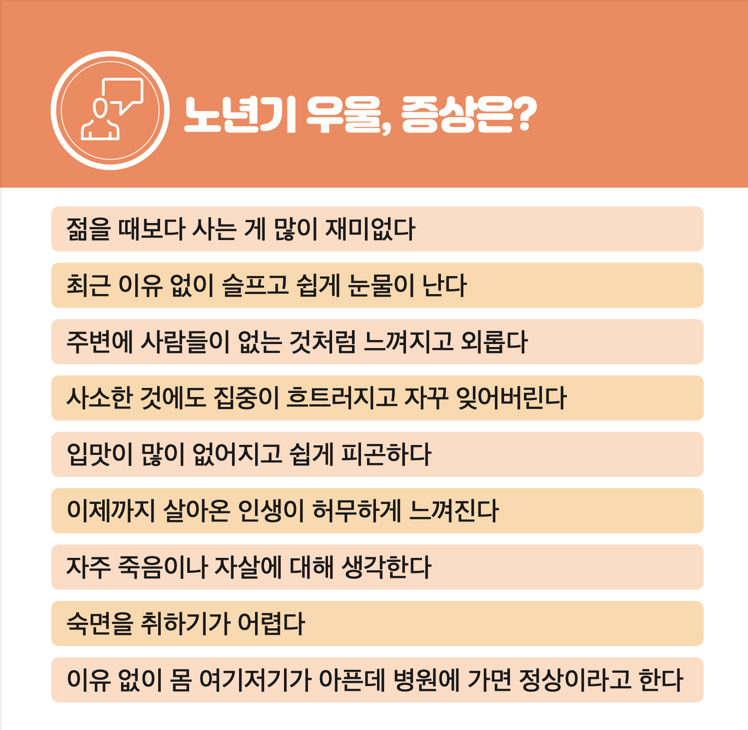 노년기 우울, 증상은?
젊을 때보다 사는 게 많이 재미없다
최근 이유 없이 슬프고 쉽게 눈물이 난다
주변에 사람들이 없는 것처럼 느껴지고 외롭다
사소한 것에도 집중이 흐트러지고 자꾸 잊어버린다
입맛이 많이 없어지고 쉽게 피곤하다
이제까지 살아온 인생이 허무하게 느껴진다
자주 죽음이나 자살에 대해 생각한다
숙면을 취하기가 어렵다
이유 없이 몸 여기저기가 아픈데 병원에 가면 정상이라고 한다